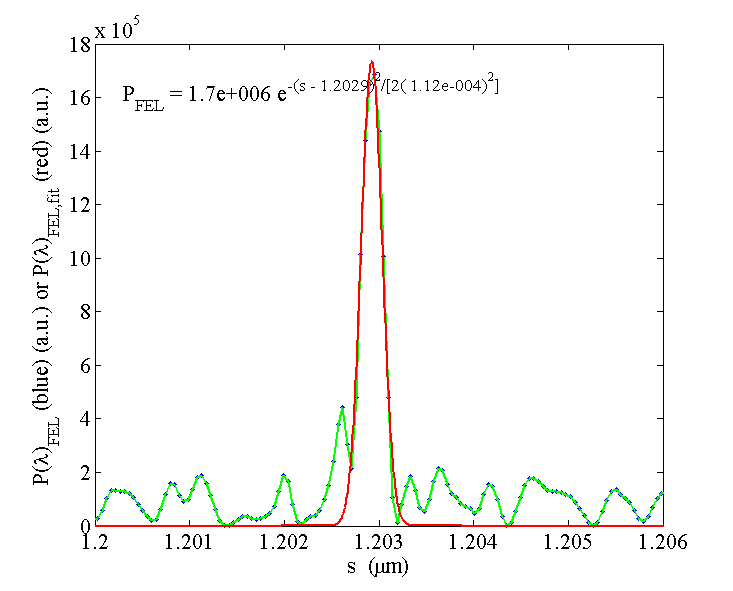 x 10^5
18
16
14
12
10
8
6
4
2
0
P_FEL = 1.7e+006 e^-(s - 1.2029)^2/[2( 1.12e-004)^2]
P(λ)_FEL (blue) (a.u.) or P(λ)_FEL,fit (red) (a.u.)
1.2 1.201 1.202 1.203 1.204 1.205 1.206
s (μm)